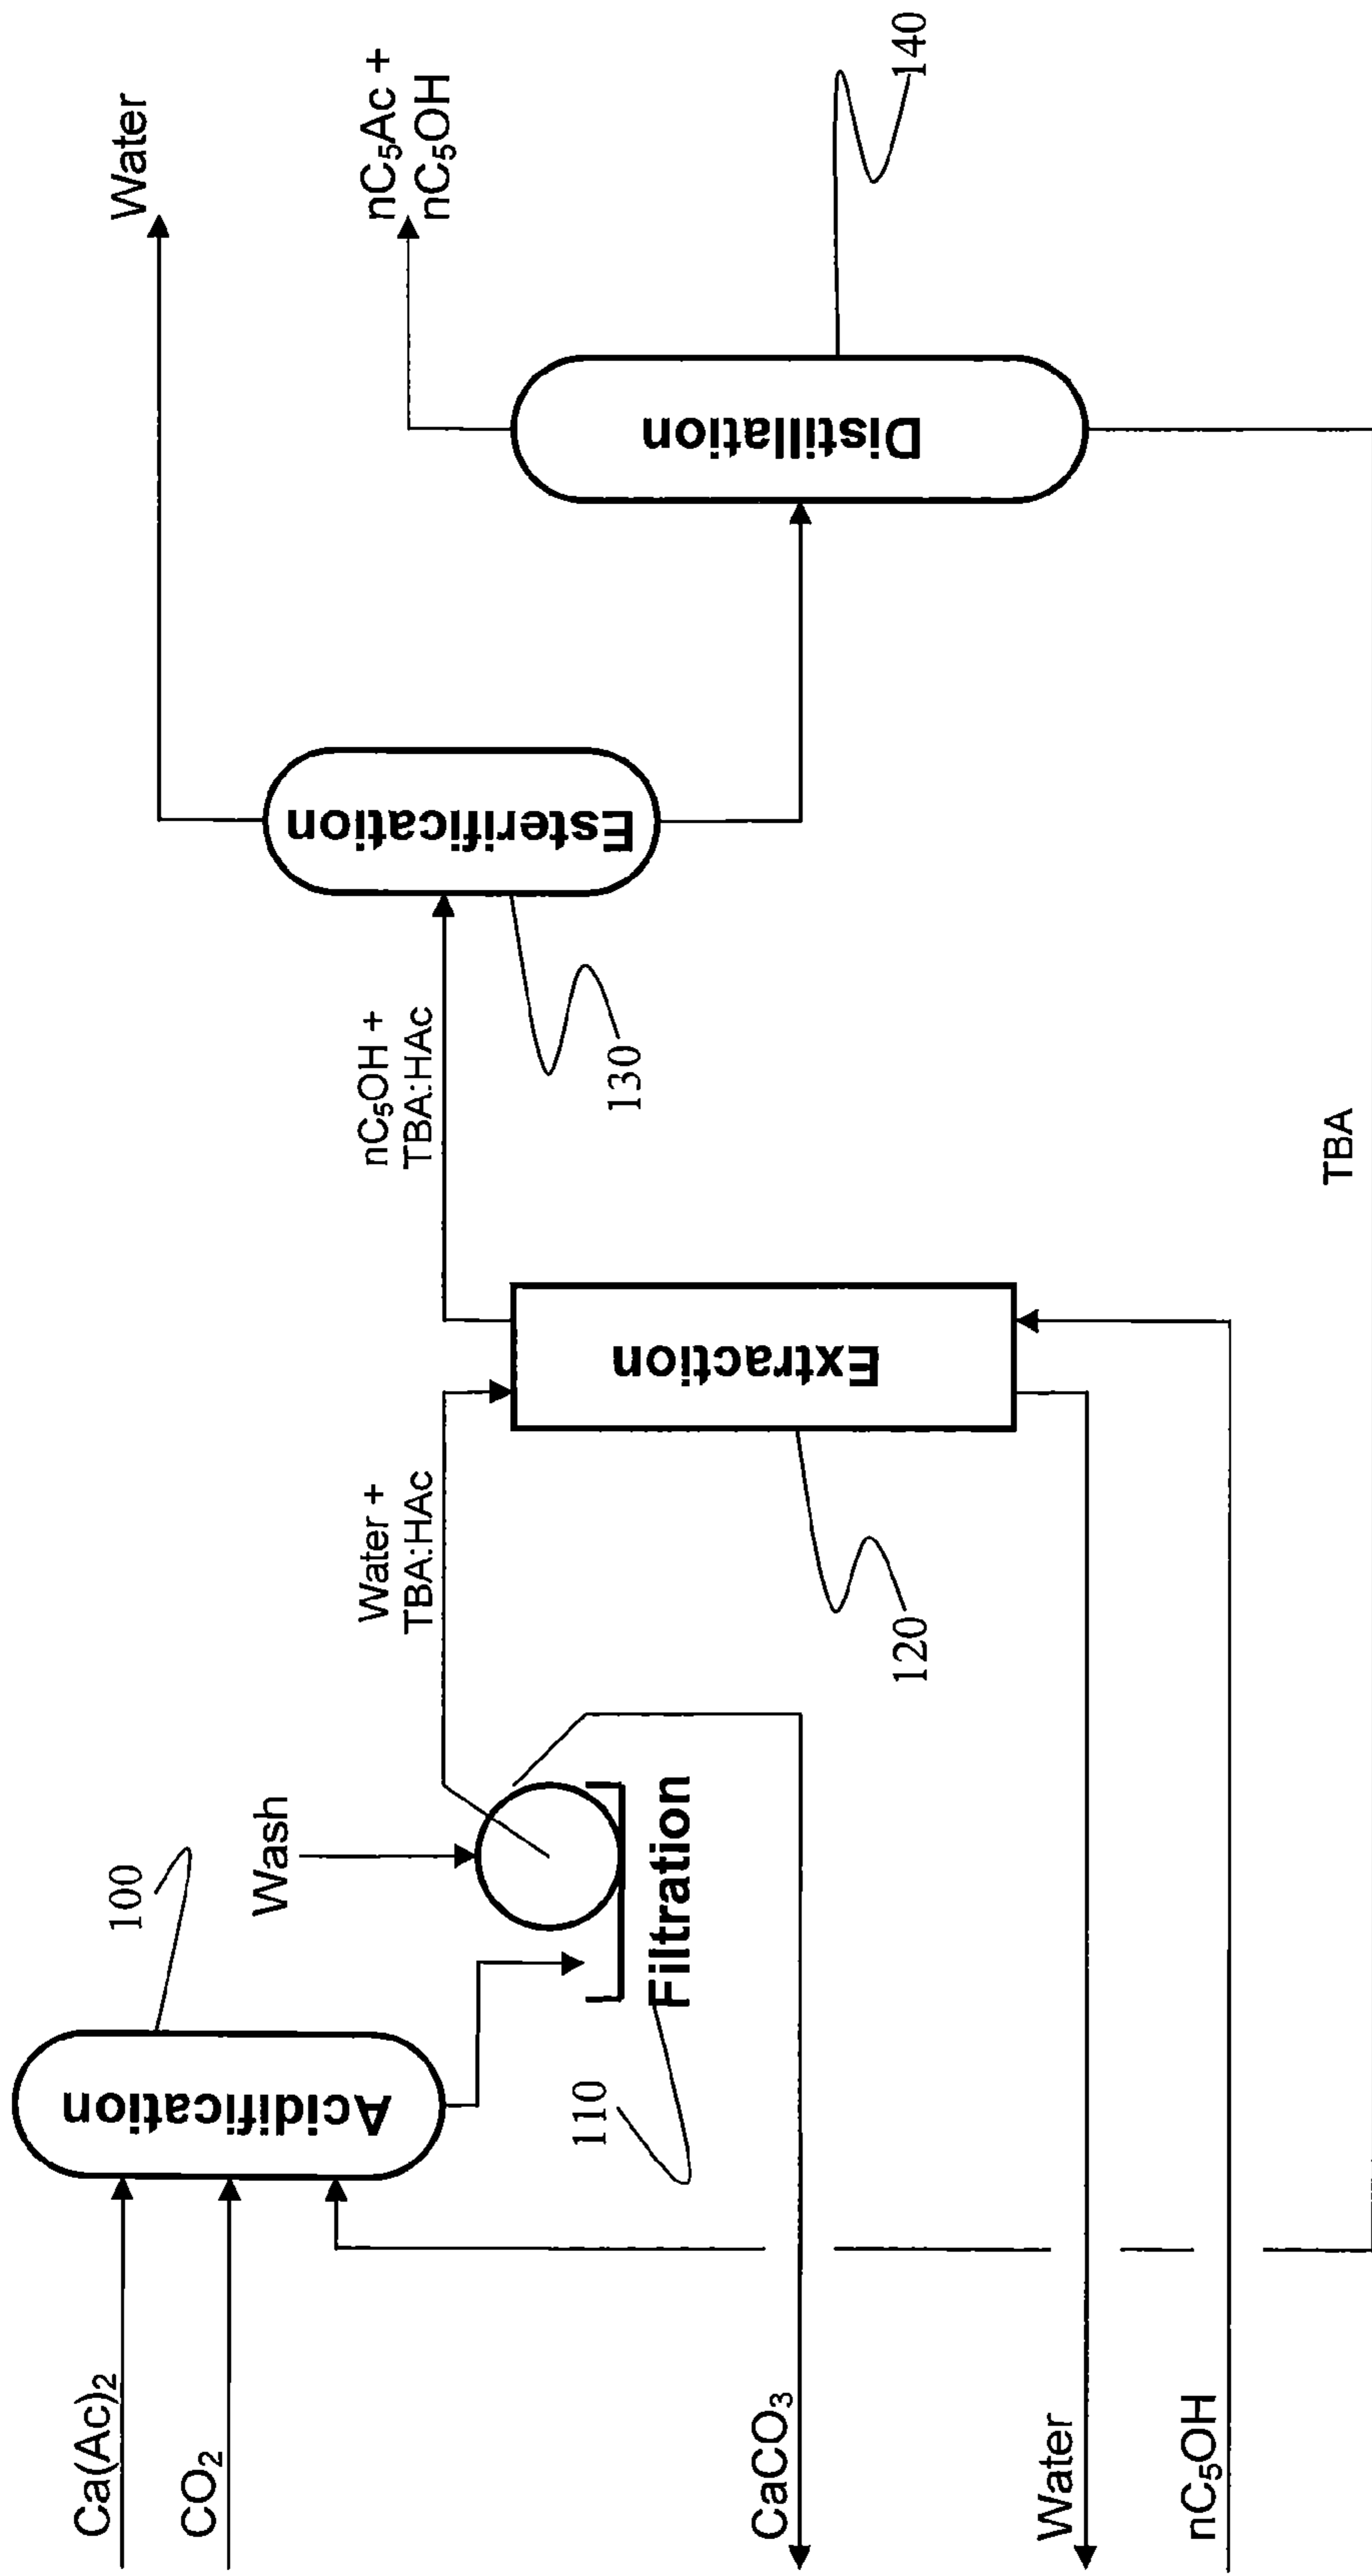 Ca(Ac)₂
CO₂
Acidification
100
Wash
110
Filtration
CaCO₃
Water +
TBA:HAc
Extraction
120
Water
nC₅OH
nC₅OH +
TBA:HAc
Esterification
130
Water
nC₅Ac +
nC₅OH
Distillation
140
TBA